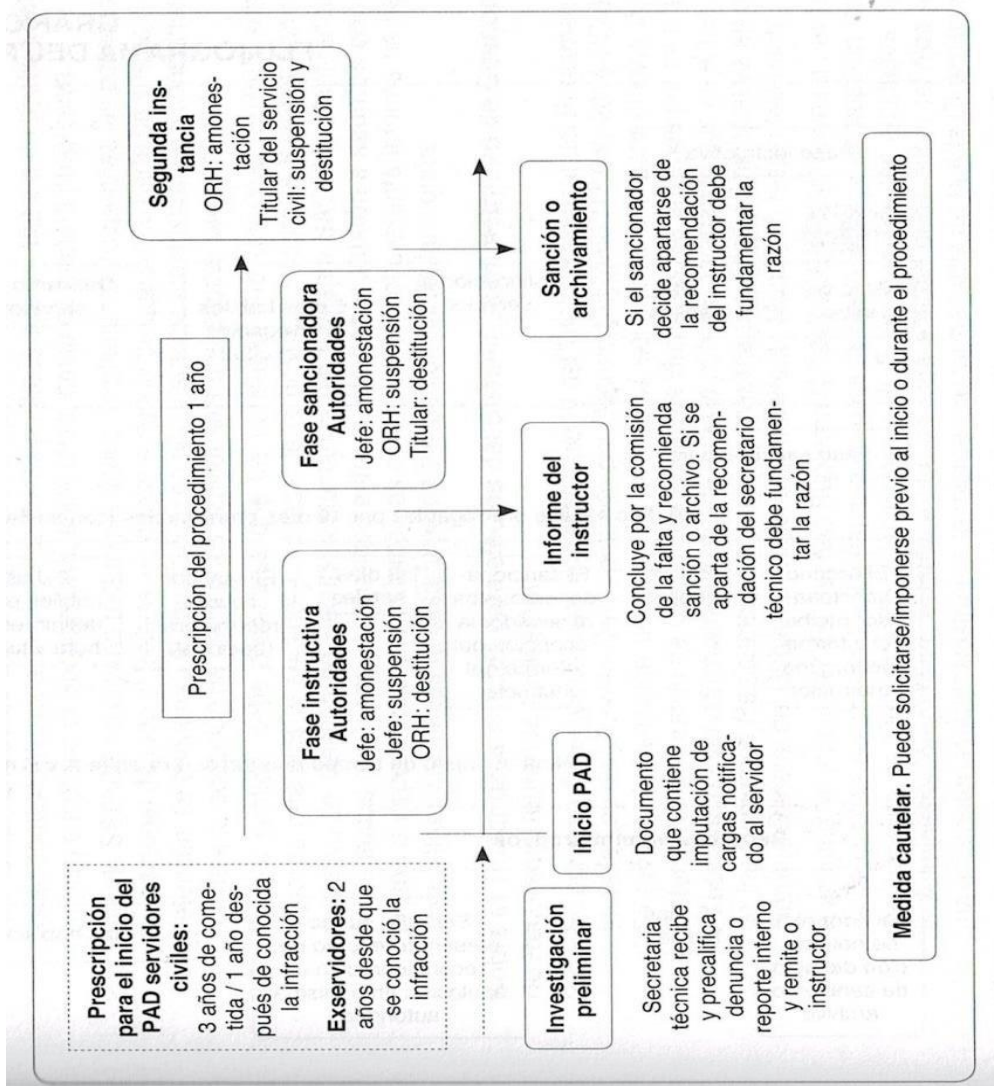 Prescripción
para el inicio del
PAD servidores
civiles:
3 años de come-
tida / 1 año des-
pués de conocida
la infracción
Exservidores: 2
años desde que
se conoció la
infracción
Prescripción del procedimiento 1 año
Segunda ins-
tancia
ORH: amones-
tación
Titular del servicio
civil: suspensión y
destitución
Fase instructiva
Autoridades
Jefe: amonestación
Jefe: suspensión
ORH: destitución
Fase sancionadora
Autoridades
Jefe: amonestación
ORH: suspensión
Titular: destitución
Investigación
preliminar
Secretaria
técnica recibe
y precalifica:
denuncia o
reporte interno
y remite o
instructor
Inicio PAD
Documento
que contiene
imputación de
cargas notifica-
do al servidor
Informe del
instructor
Concluye por la comisión
de la falta y recomienda
sanción o archivo. Si se
aparta de la recomen-
dación del secretario
técnico debe fundamen-
tar la razón
Sanción o
archivamiento
Si el sancionador
decide apartarse de
la recomendación
del instructor debe
fundamentar la
razón
Medida cautelar. Puede solicitarse/imponerse previo al inicio o durante el procedimiento